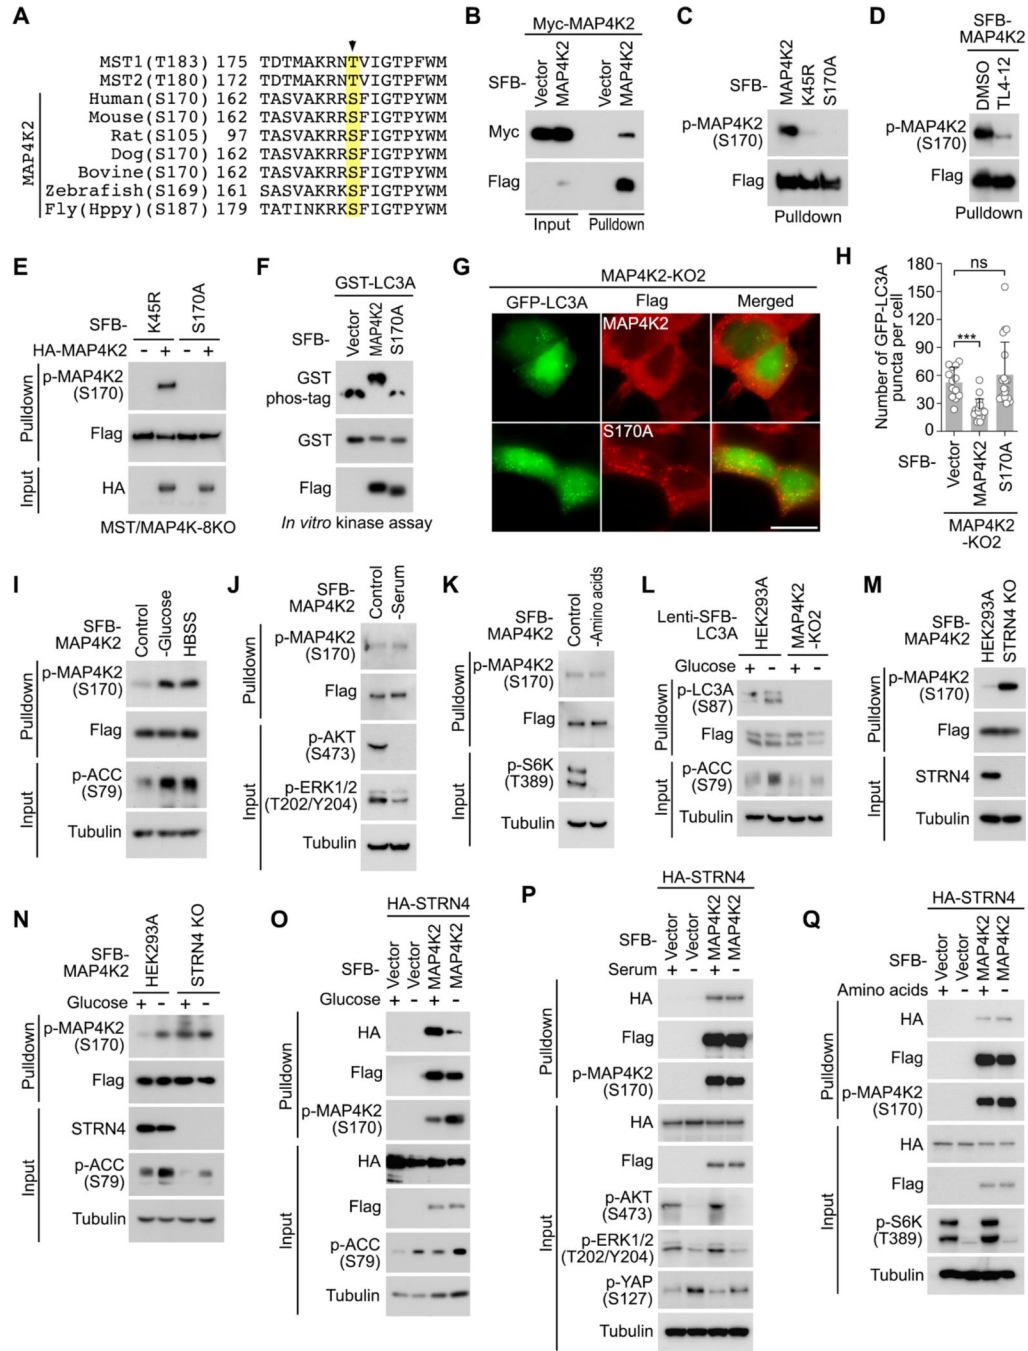 A
MST1(T183) 175 TDTMAKRNTVIGTPFWM
MST2(T180) 172 TDTMAKRNTVIGTPFWM
Human(S170) 162 TASVAKRRSFIGTPYWM
Mouse(S170) 162 TASVAKRRSFIGTPYWM
Rat(S105) 97 TASVAKRRSFIGTPYWM
Dog(S170) 162 TASVAKRRSFIGTPYWM
Bovine(S170) 162 TASVAKRRSFIGTPYWM
Zebrafish(S169) 161 SASVAKRKSFIGTPYWM
Fly(Hppy)(S187) 179 TATINKRKSFIGTPYWM
MAP4K2
B
Myc-MAP4K2
SFB-
Vector
MAP4K2
Vector
MAP4K2
Myc
Flag
Input
Pulldown
C
SFB-
MAP4K2
K45R
S170A
p-MAP4K2
(S170)
Flag
Pulldown
D
SFB-
MAP4K2
DMSO
TL4-12
p-MAP4K2
(S170)
Flag
Pulldown
E
SFB-
K45R
S170A
HA-MAP4K2 - + - +
p-MAP4K2
(S170)
Flag
HA
Pulldown
Input
MST/MAP4K-8KO
F
GST-LC3A
SFB-
Vector
MAP4K2
S170A
GST
phos-tag
GST
Flag
In vitro kinase assay
G
MAP4K2-KO2
GFP-LC3A Flag Merged
MAP4K2
S170A
H
Number of GFP-LC3A
puncta per cell
180
150
120
90
60
30
0
ns
***
SFB-
Vector
MAP4K2
S170A
MAP4K2
-KO2
I
SFB-
MAP4K2
Control
-Glucose
HBSS
p-MAP4K2
(S170)
Flag
p-ACC
(S79)
Tubulin
Pulldown
Input
J
SFB-
MAP4K2
Control
-Serum
p-MAP4K2
(S170)
Flag
p-AKT
(S473)
p-ERK1/2
(T202/Y204)
Tubulin
Pulldown
Input
K
SFB-
MAP4K2
Control
-Amino acids
p-MAP4K2
(S170)
Flag
p-S6K
(T389)
Tubulin
Pulldown
Input
L
Lenti-SFB-
LC3A
HEK293A
MAP4K2
-KO2
Glucose + - + -
p-LC3A
(S87)
Flag
p-ACC
(S79)
Tubulin
Pulldown
Input
M
SFB-
MAP4K2
HEK293A
STRN4 KO
p-MAP4K2
(S170)
Flag
STRN4
Tubulin
Pulldown
Input
N
SFB-
MAP4K2
HEK293A
STRN4 KO
Glucose + - + -
p-MAP4K2
(S170)
Flag
STRN4
p-ACC
(S79)
Tubulin
Pulldown
Input
O
HA-STRN4
SFB-
Vector
Vector
MAP4K2
MAP4K2
Glucose + - + -
HA
Flag
p-MAP4K2
(S170)
HA
Flag
p-ACC
(S79)
Tubulin
Pulldown
Input
P
HA-STRN4
SFB-
Vector
Vector
MAP4K2
MAP4K2
Serum + - + -
HA
Flag
p-MAP4K2
(S170)
HA
Flag
p-AKT
(S473)
p-ERK1/2
(T202/Y204)
p-YAP
(S127)
Tubulin
Pulldown
Input
Q
HA-STRN4
SFB-
Vector
Vector
MAP4K2
MAP4K2
Amino acids + - + -
HA
Flag
p-MAP4K2
(S170)
HA
Flag
p-S6K
(T389)
Tubulin
Pulldown
Input